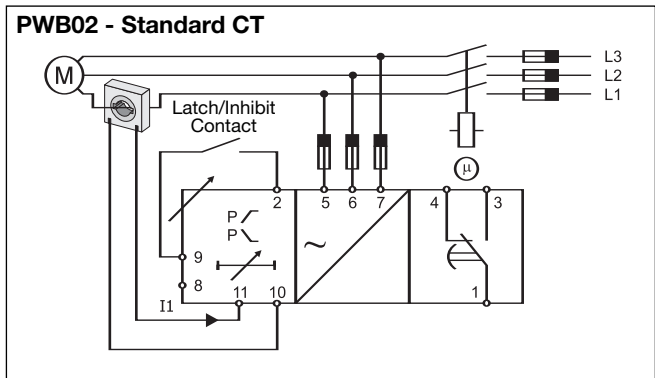 PWB02 - Standard CT
M
L3
L2
L1
Latch/Inhibit
Contact
µ
2
5
6
7
4
3
P
P
~
9
8
I1
11
10
1